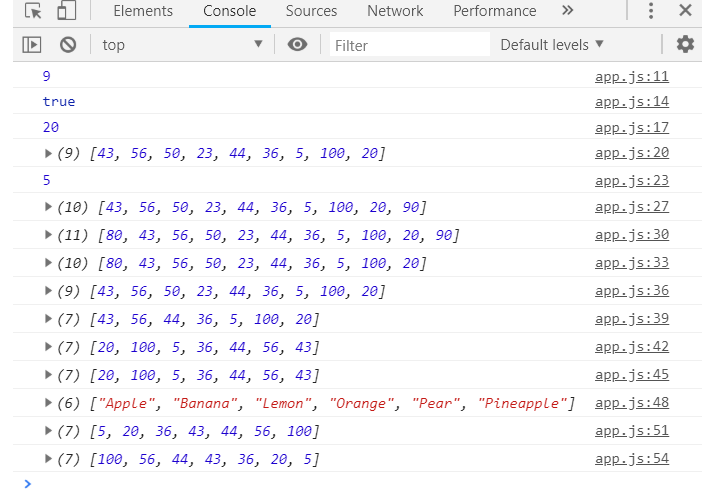 Elements Console Sources Network Performance »
top Filter Default levels
9 app.js:11
true app.js:14
20 app.js:17
(9) [43, 56, 50, 23, 44, 36, 5, 100, 20] app.js:20
5 app.js:23
(10) [43, 56, 50, 23, 44, 36, 5, 100, 20, 90] app.js:27
(11) [80, 43, 56, 50, 23, 44, 36, 5, 100, 20, 90] app.js:30
(10) [80, 43, 56, 50, 23, 44, 36, 5, 100, 20] app.js:33
(9) [43, 56, 50, 23, 44, 36, 5, 100, 20] app.js:36
(7) [43, 56, 44, 36, 5, 100, 20] app.js:39
(7) [20, 100, 5, 36, 44, 56, 43] app.js:42
(7) [20, 100, 5, 36, 44, 56, 43] app.js:45
(6) ["Apple", "Banana", "Lemon", "Orange", "Pear", "Pineapple"] app.js:48
(7) [5, 20, 36, 43, 44, 56, 100] app.js:51
(7) [100, 56, 44, 43, 36, 20, 5] app.js:54
>